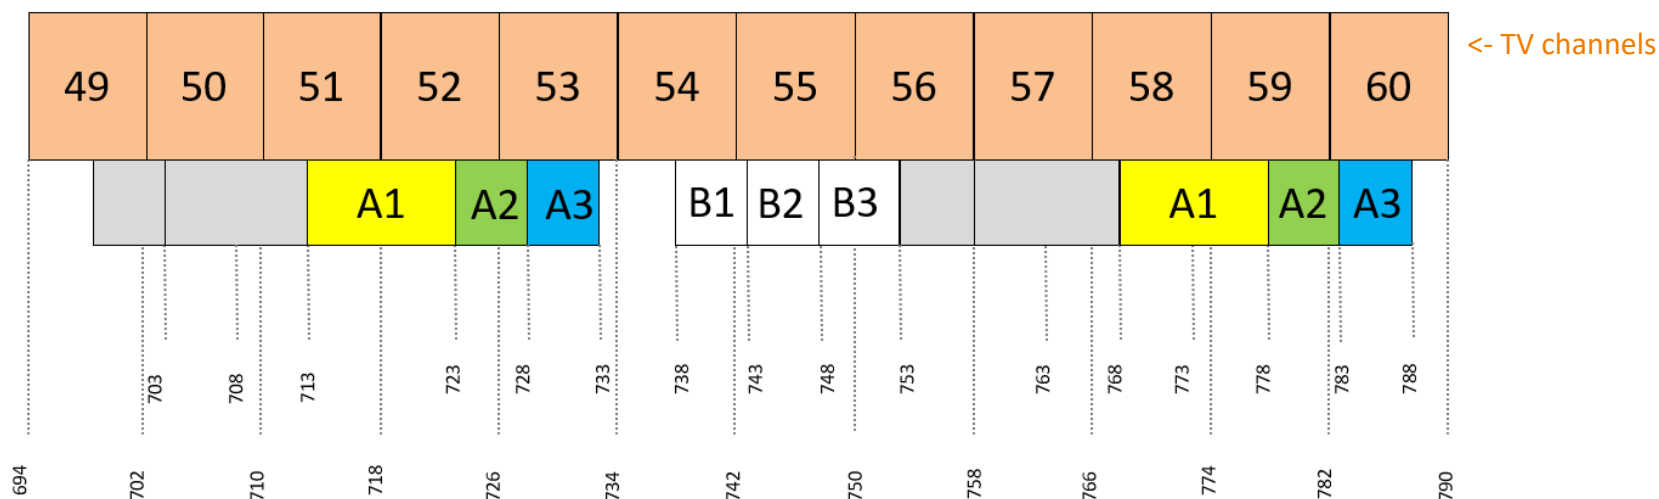 49 50 51 52 53 54 55 56 57 58 59 60 <- TV channels
A1 A2 A3 B1 B2 B3 A1 A2 A3
703 708 713 723 728 733 738 743 748 753 763 768 773 778 783 788
694 702 710 718 726 734 742 750 758 766 774 782 790